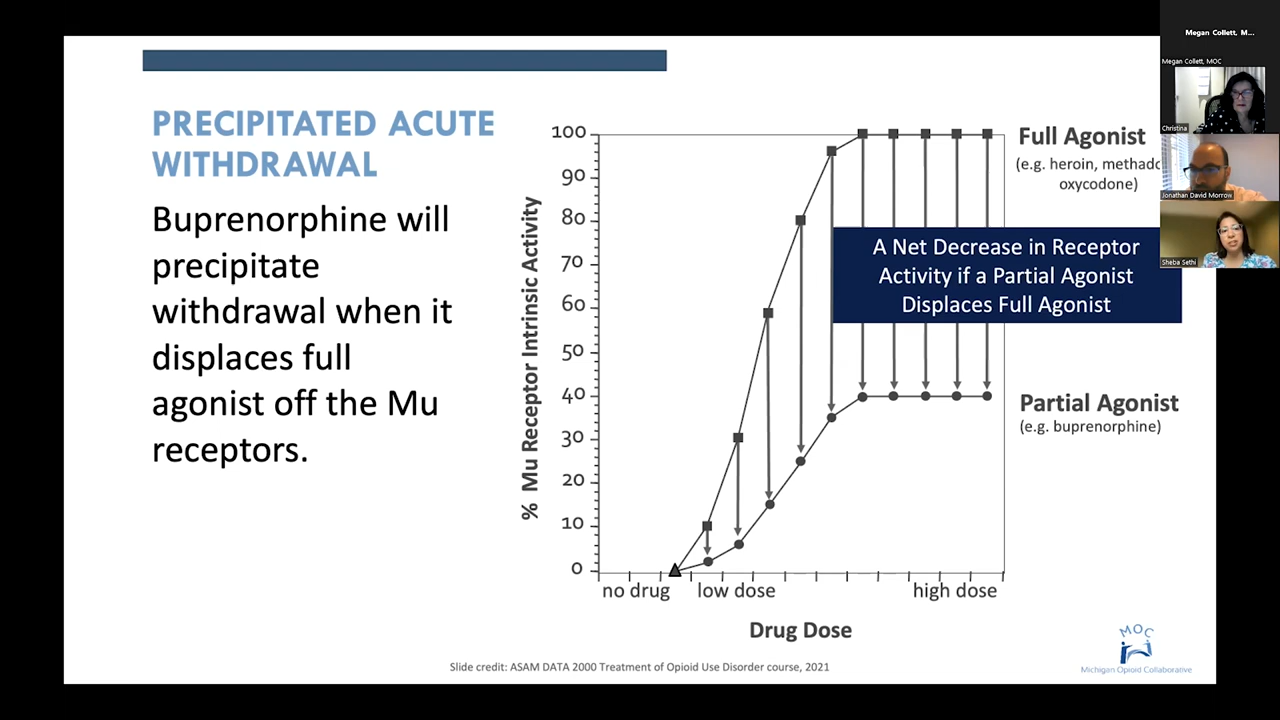 Megan Collett, M...
Megan Collett, MOC
Christina
Jonathan David Morrow
Sheba Sethi
PRECIPITATED ACUTE
WITHDRAWAL
Buprenorphine will
precipitate
withdrawal when it
displaces full
agonist off the Mu
receptors.
% Mu Receptor Intrinsic Activity
100
90
80
70
60
50
40
30
20
10
0
no drug low dose high dose
Drug Dose
Full Agonist
(e.g. heroin, methado
oxycodone)
A Net Decrease in Receptor
Activity if a Partial Agonist
Displaces Full Agonist
Partial Agonist
(e.g. buprenorphine)
Slide credit: ASAM DATA 2000 Treatment of Opioid Use Disorder course, 2021
MOC
Michigan Opioid Collaborative